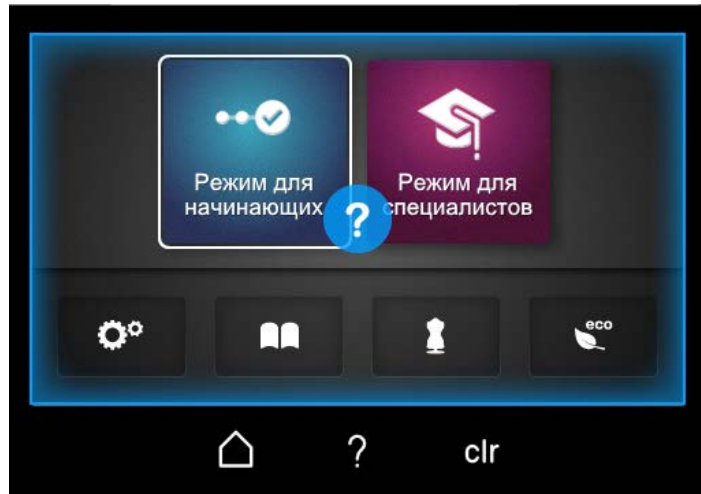 Режим для
начинающих
Режим для
специалистов
?
eco
?
clr